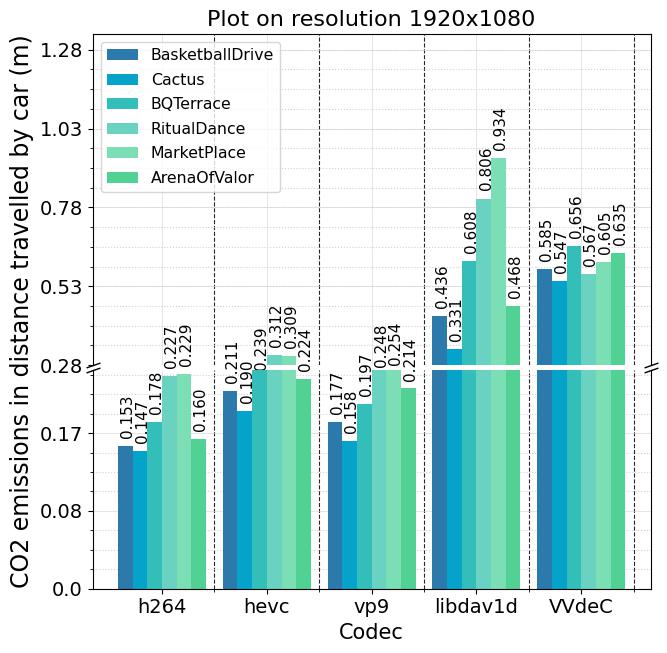 Plot on resolution 1920x1080
CO2 emissions in distance travelled by car (m)
1.28
1.03
0.78
0.53
0.28
0.17
0.08
0.0
BasketballDrive
Cactus
BQTerrace
RitualDance
MarketPlace
ArenaOfValor
0.153
0.147
0.178
0.227
0.229
0.160
0.211
0.190
0.239
0.312
0.309
0.224
0.177
0.158
0.197
0.248
0.254
0.214
0.436
0.331
0.608
0.806
0.934
0.468
0.585
0.547
0.656
0.567
0.605
0.635
h264
hevc
vp9
libdav1d
VVdeC
Codec